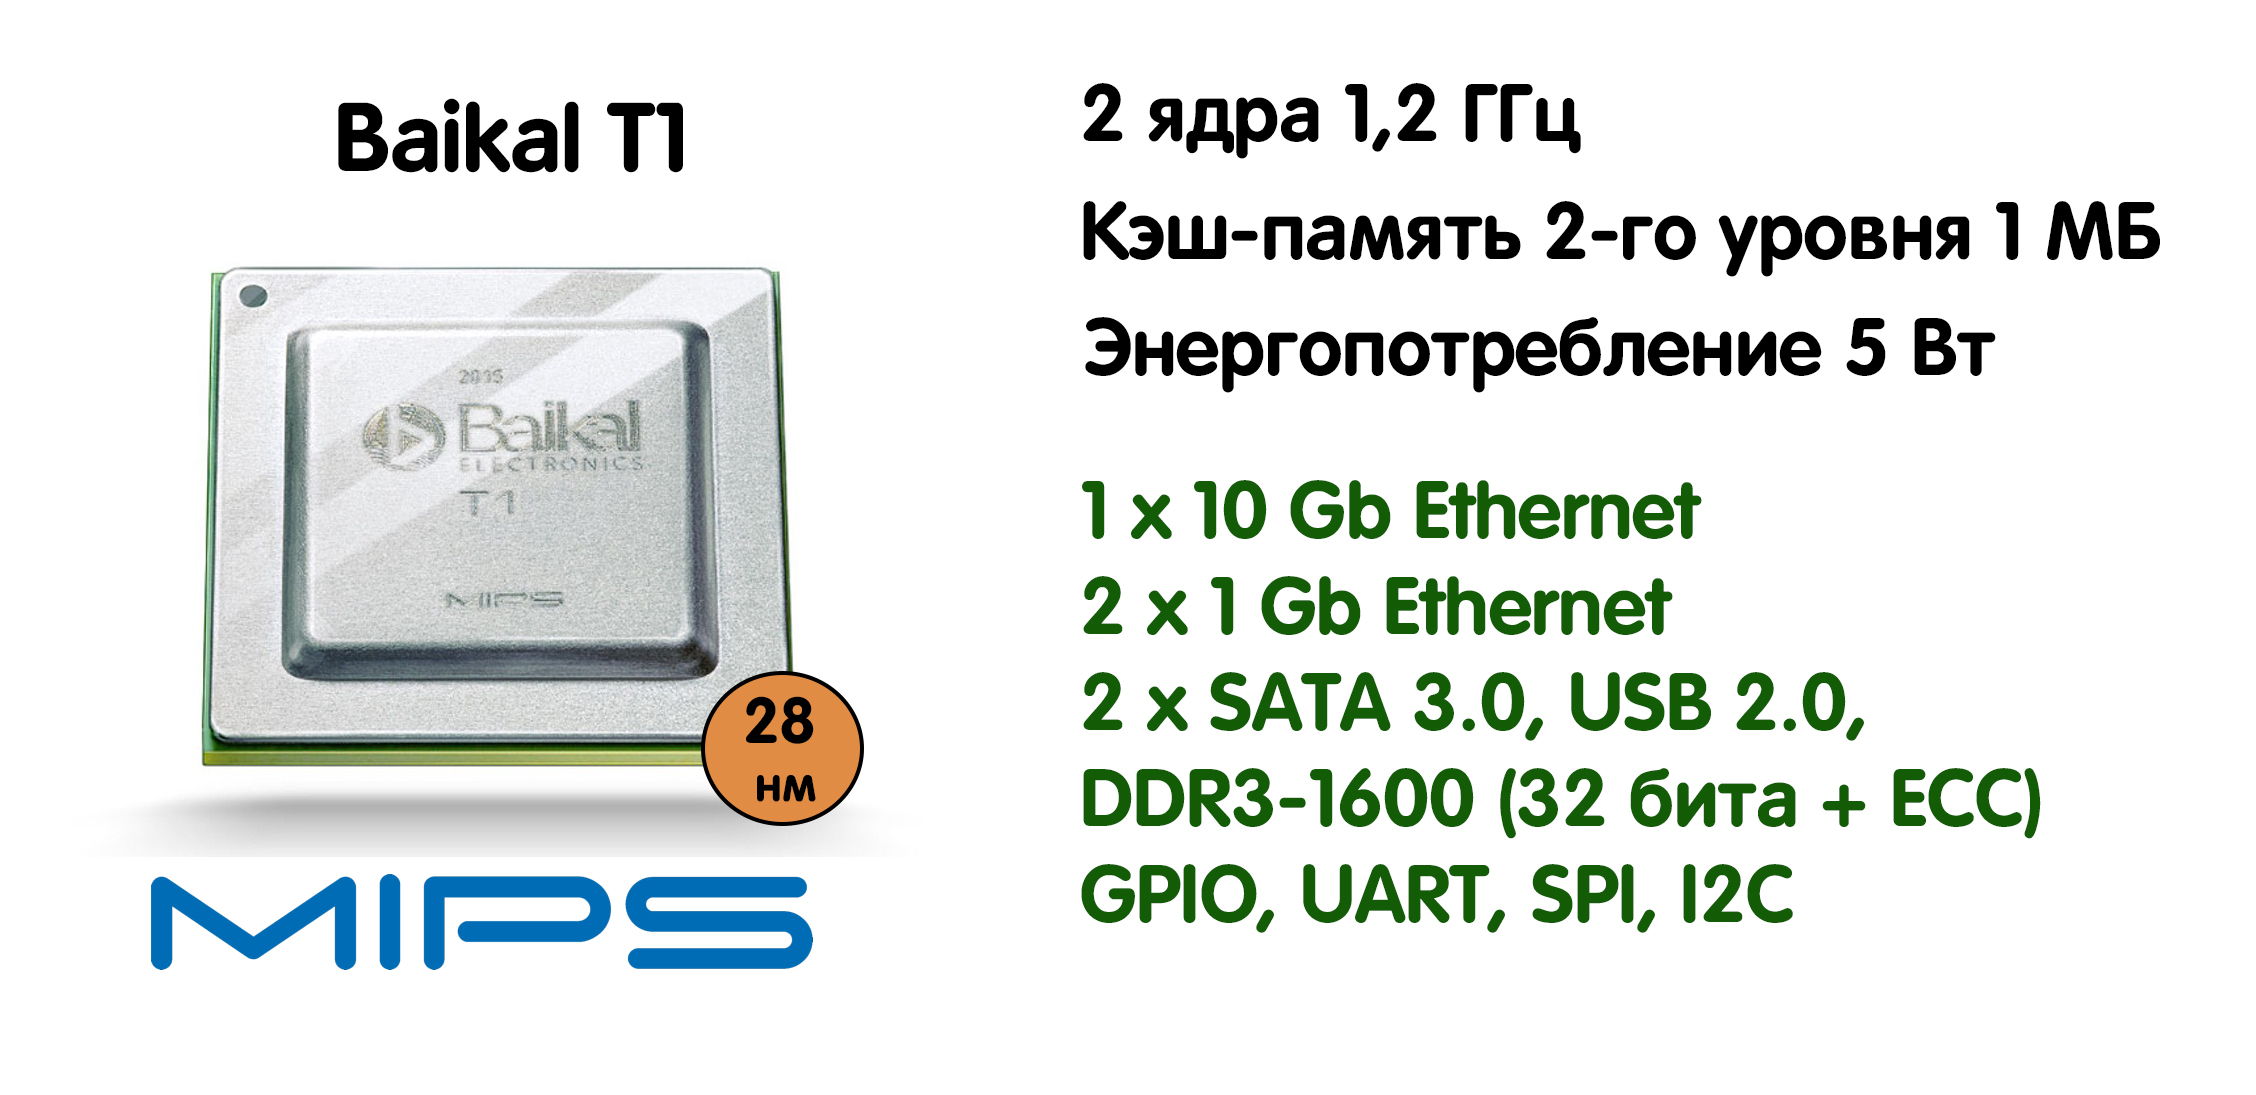 Baikal T1
2015
Baikal
ELECTRONICS
T1
MIPS
28
нм
MIPS
2 ядра 1,2 ГГц
Кэш-память 2-го уровня 1 МБ
Энергопотребление 5 Вт
1 x 10 Gb Ethernet
2 x 1 Gb Ethernet
2 x SATA 3.0, USB 2.0,
DDR3-1600 (32 бита + ECC)
GPIO, UART, SPI, I2C